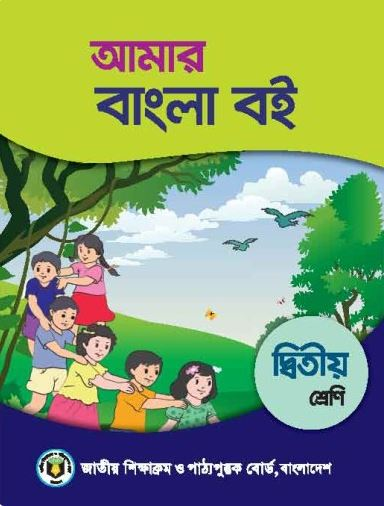 আমার
বাংলা বই
দ্বিতীয়
শ্রেণি
জাতীয় শিক্ষাক্রম ও পাঠ্যপুস্তক বোর্ড, বাংলাদেশ